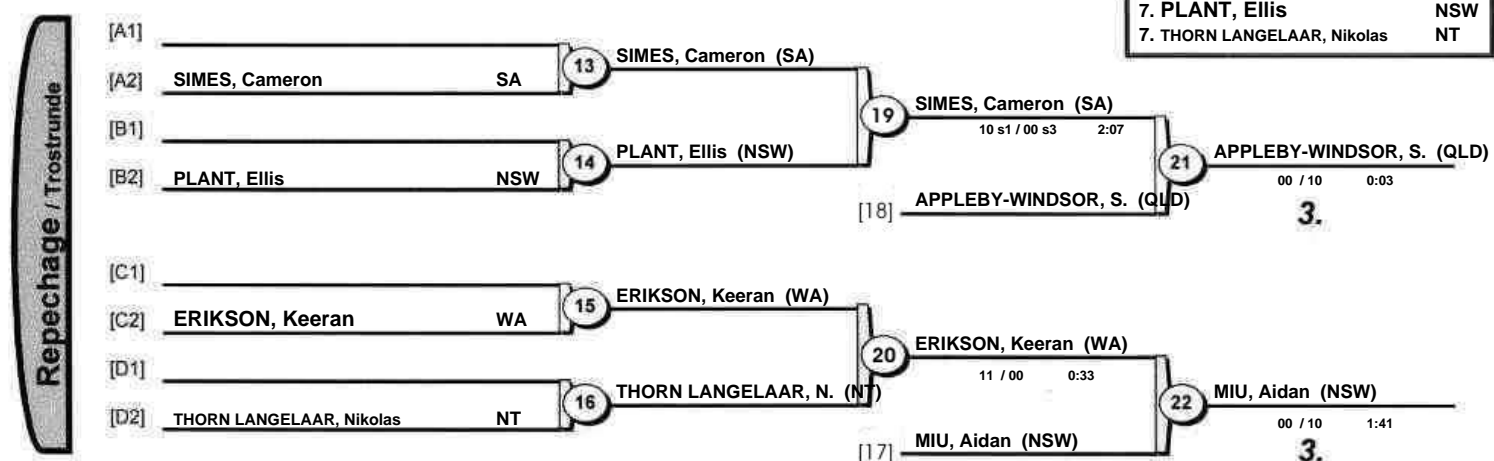 7. PLANT, Ellis NSW
7. THORN LANGELAAR, Nikolas NT
Repechage / Trostrunde
[A1]
[A2] SIMES, Cameron SA
13 SIMES, Cameron (SA)
[B1]
[B2] PLANT, Ellis NSW
14 PLANT, Ellis (NSW)
19 SIMES, Cameron (SA)
10 s1 / 00 s3 2:07
[18] APPLEBY-WINDSOR, S. (QLD)
21 APPLEBY-WINDSOR, S. (QLD)
00 / 10 0:03
3.
[C1]
[C2] ERIKSON, Keeran WA
15 ERIKSON, Keeran (WA)
[D1]
[D2] THORN LANGELAAR, Nikolas NT
16 THORN LANGELAAR, N. (NT)
20 ERIKSON, Keeran (WA)
11 / 00 0:33
[17] MIU, Aidan (NSW)
22 MIU, Aidan (NSW)
00 / 10 1:41
3.